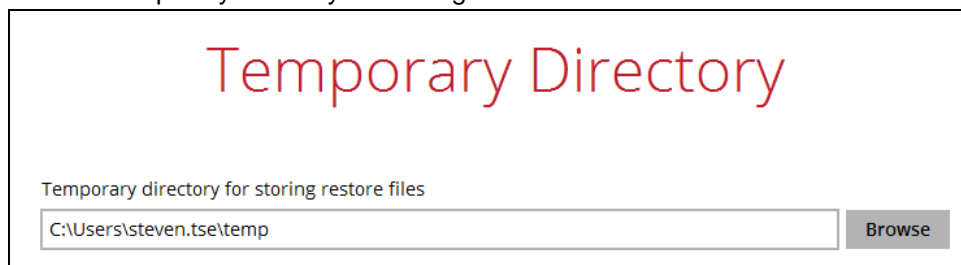 Temporary Directory
Temporary directory for storing restore files
C:\Users\steven.tse\temp
Browse